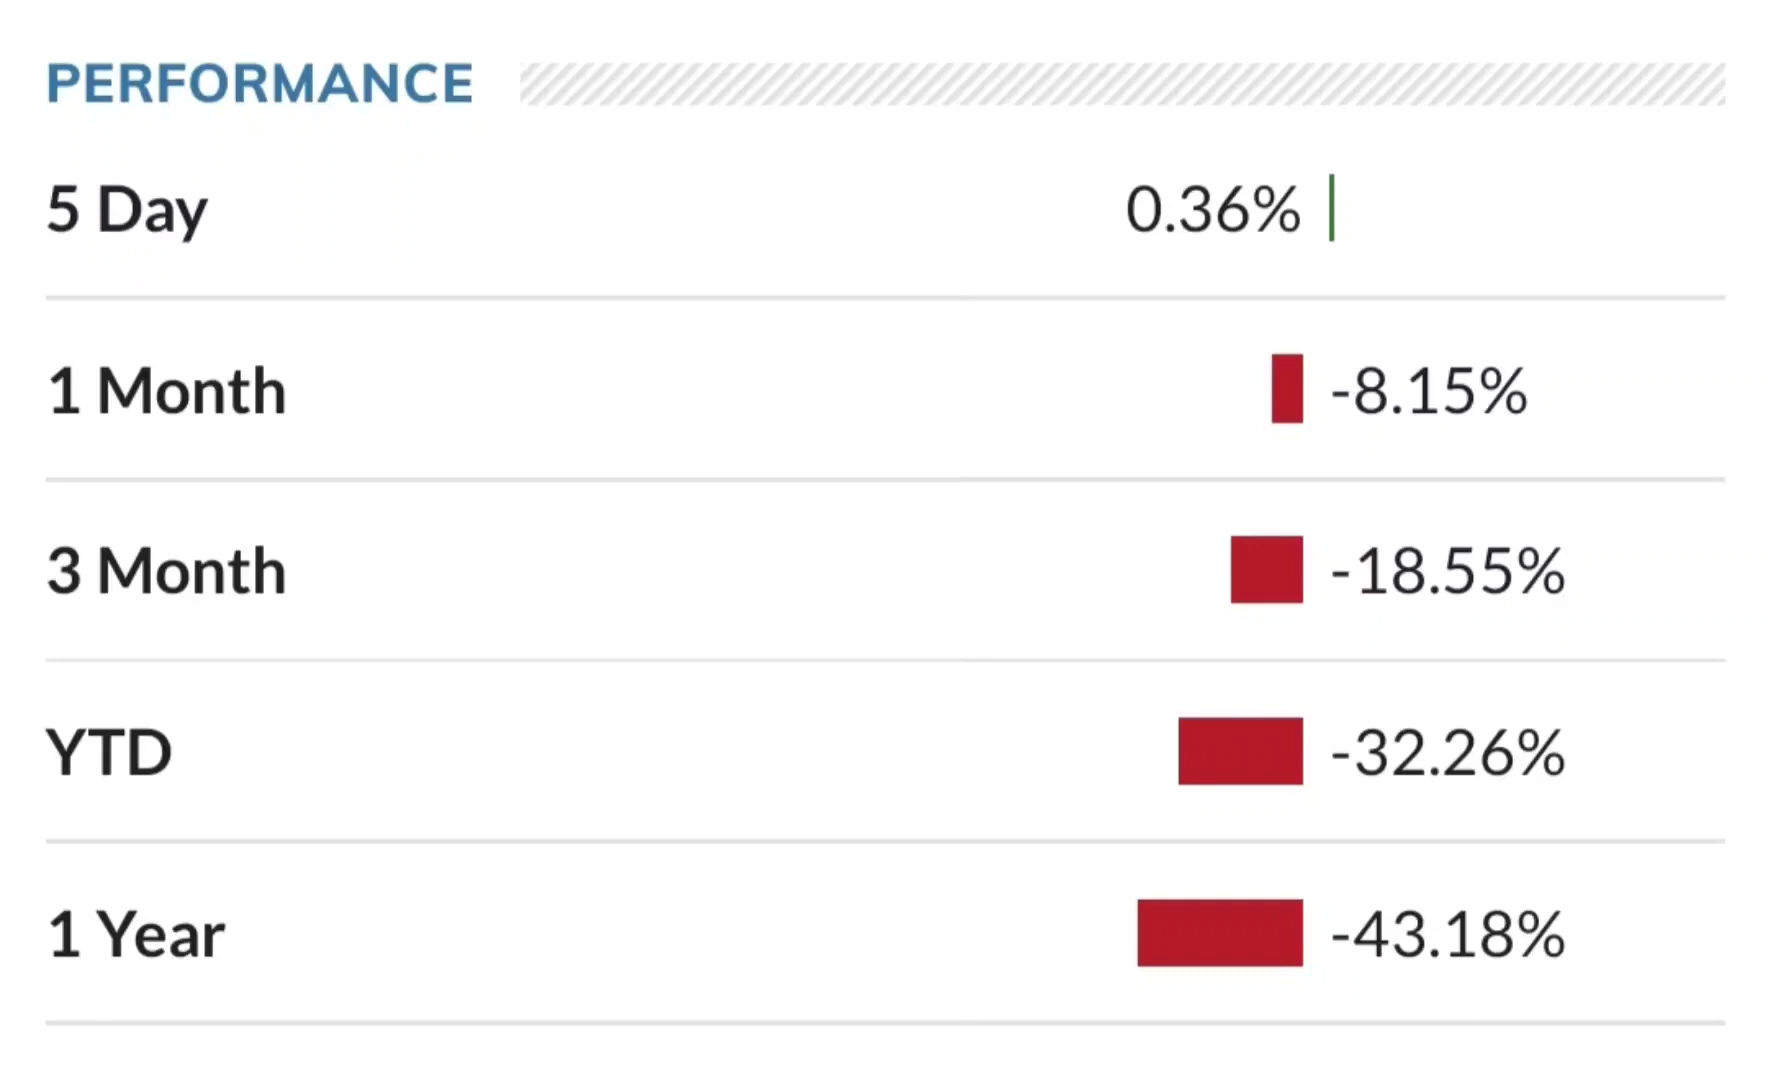 PERFORMANCE
5 Day 0.36%
1 Month -8.15%
3 Month -18.55%
YTD -32.26%
1 Year -43.18%